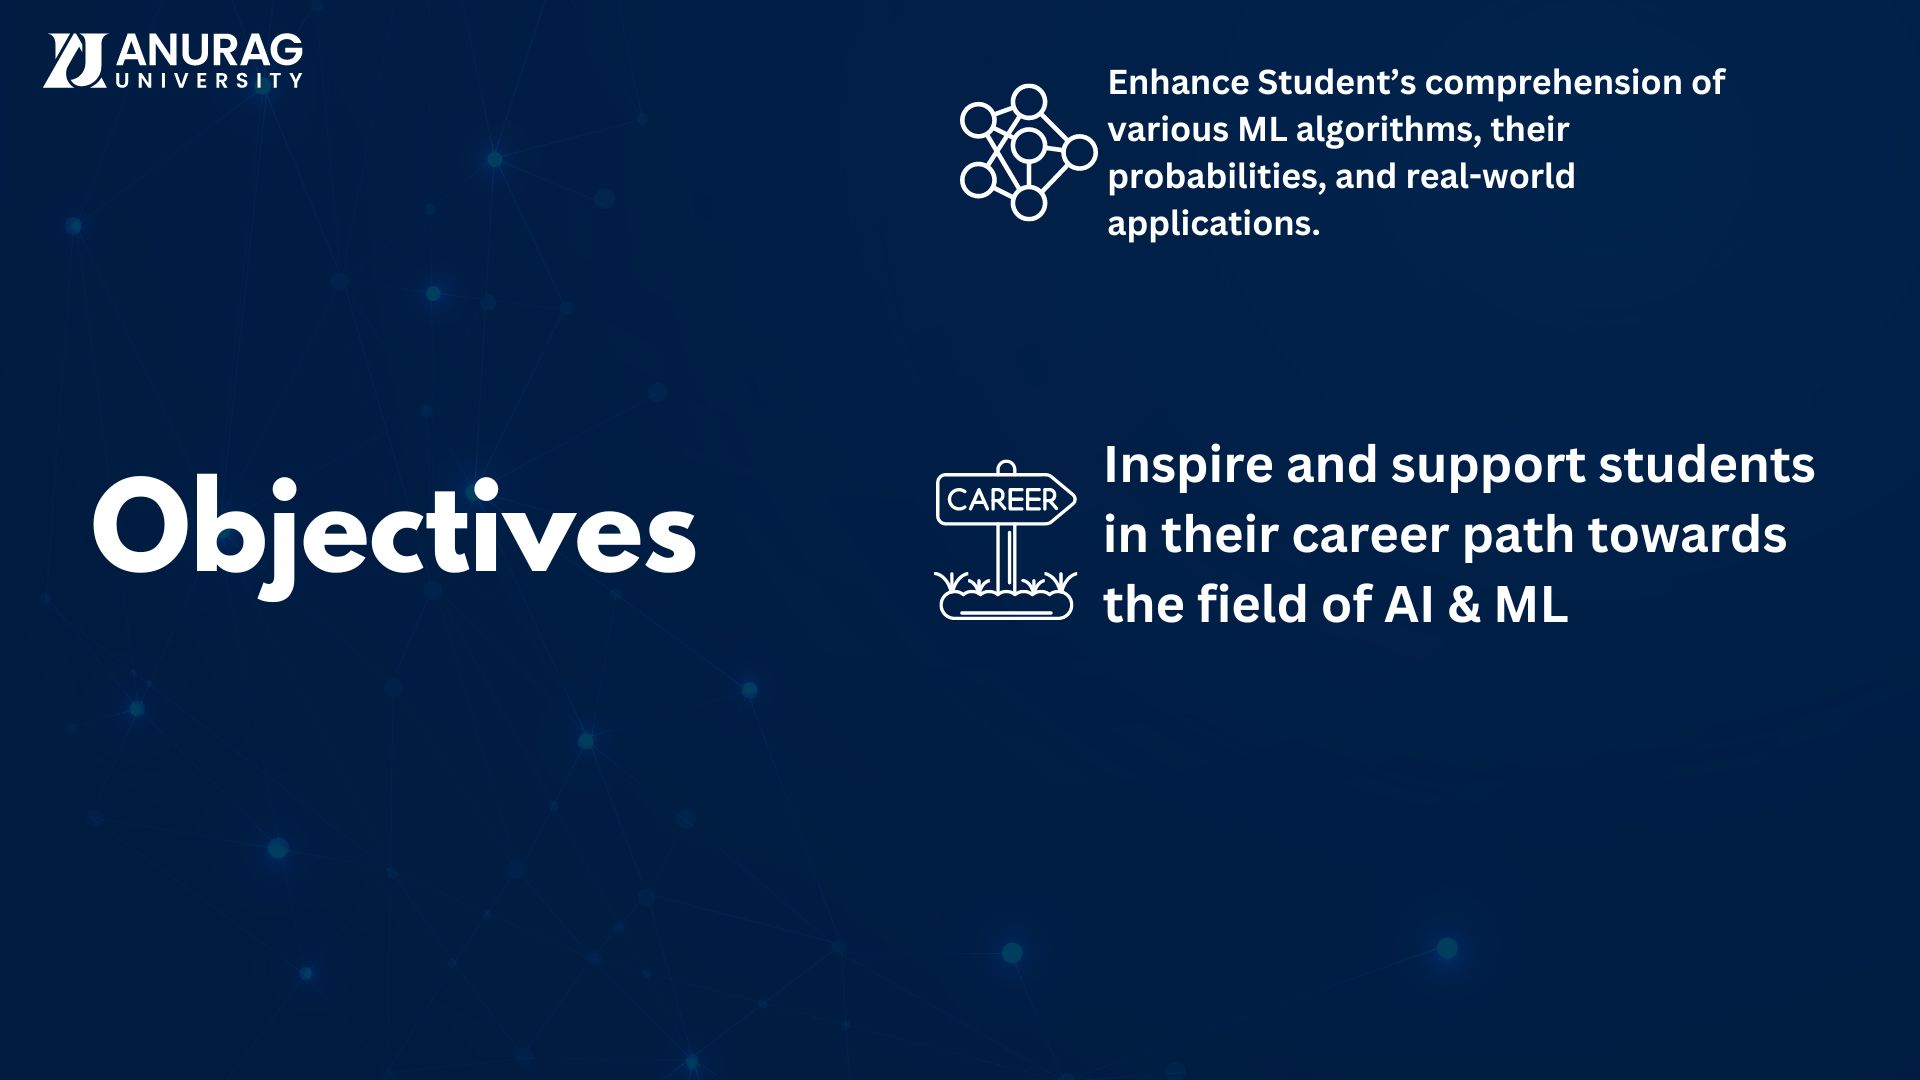 ANURAG
UNIVERSITY
Enhance Student’s comprehension of
various ML algorithms, their
probabilities, and real-world
applications.
Objectives
CAREER
Inspire and support students
in their career path towards
the field of AI & ML